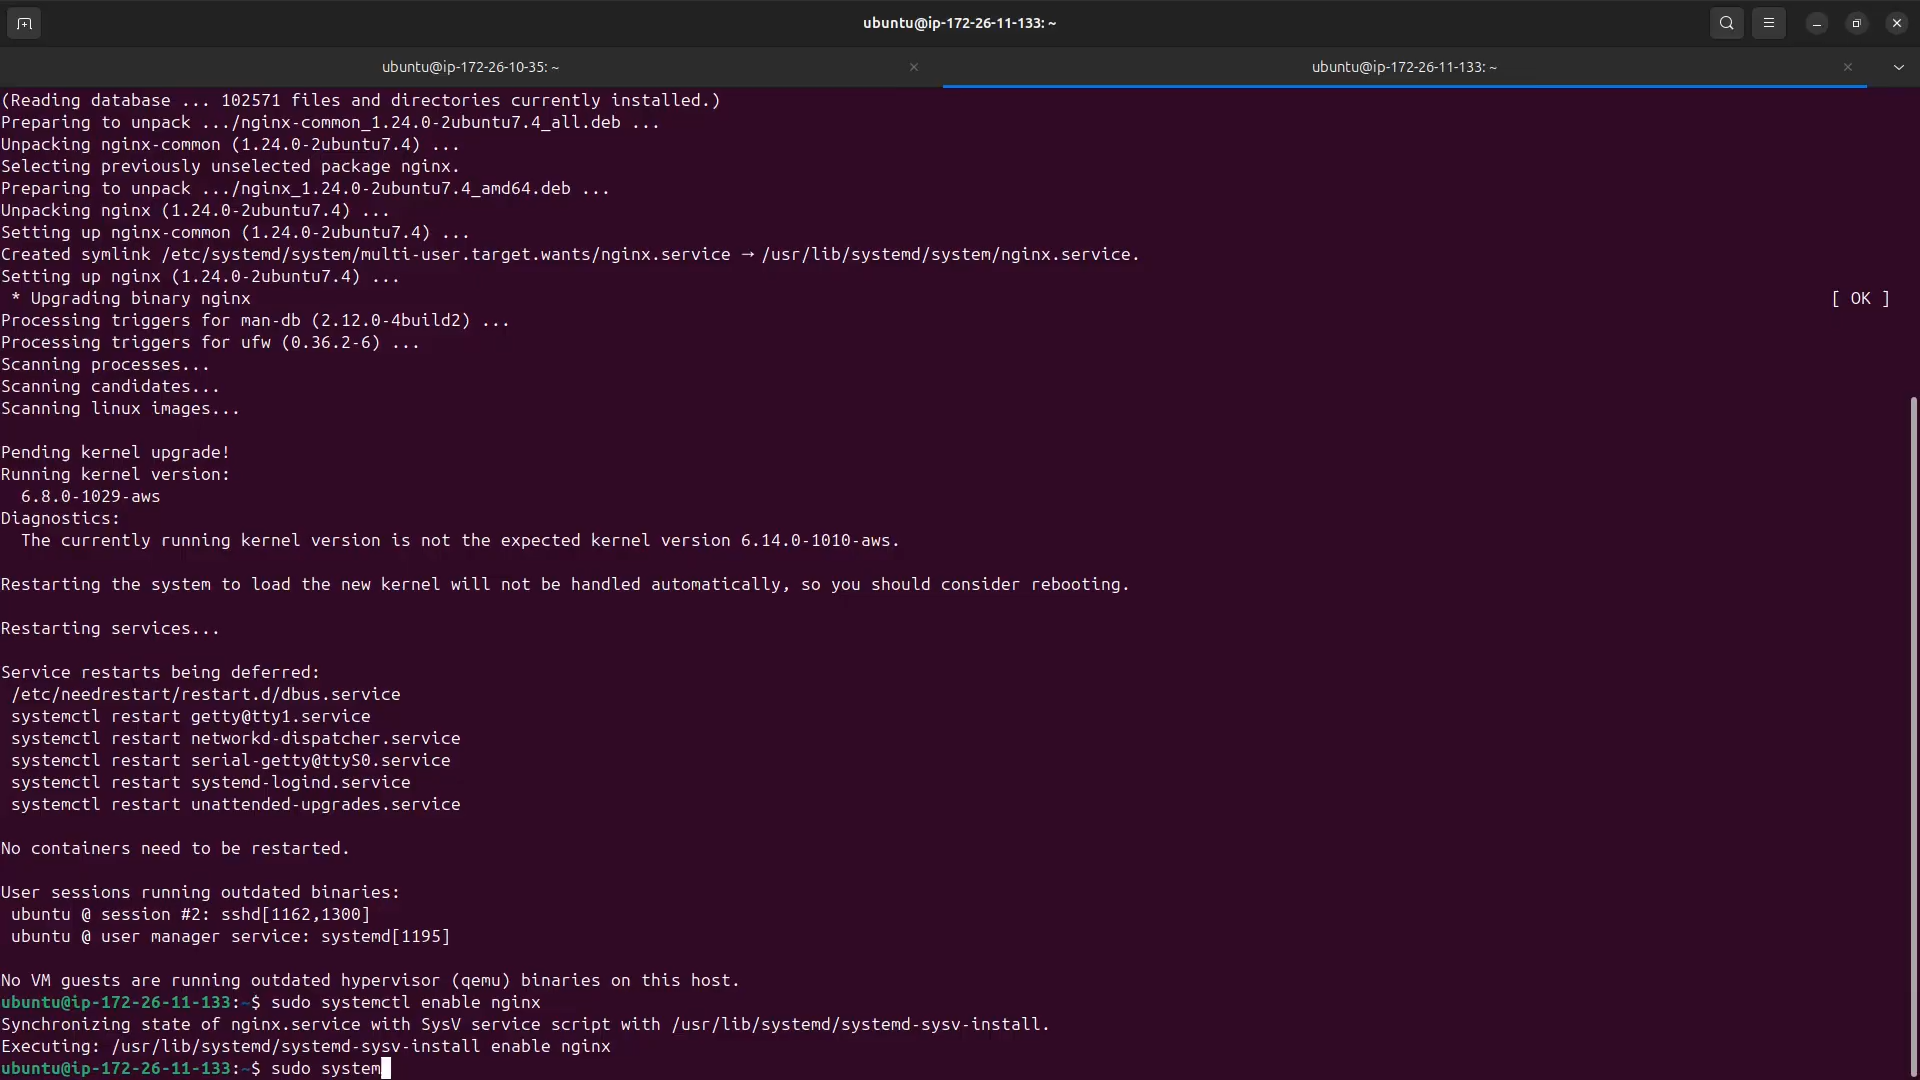 ubuntu@ip-172-26-11-133: ~
ubuntu@ip-172-26-10-35: ~
ubuntu@ip-172-26-11-133: ~
(Reading database ... 102571 files and directories currently installed.)
Preparing to unpack .../nginx-common_1.24.0-2ubuntu7.4_all.deb ...
Unpacking nginx-common (1.24.0-2ubuntu7.4) ...
Selecting previously unselected package nginx.
Preparing to unpack .../nginx_1.24.0-2ubuntu7.4_amd64.deb ...
Unpacking nginx (1.24.0-2ubuntu7.4) ...
Setting up nginx-common (1.24.0-2ubuntu7.4) ...
Created symlink /etc/systemd/system/multi-user.target.wants/nginx.service → /usr/lib/systemd/system/nginx.service.
Setting up nginx (1.24.0-2ubuntu7.4) ...
 * Upgrading binary nginx [ OK ]
Processing triggers for man-db (2.12.0-4build2) ...
Processing triggers for ufw (0.36.2-6) ...
Scanning processes...
Scanning candidates...
Scanning linux images...
Pending kernel upgrade!
Running kernel version:
  6.8.0-1029-aws
Diagnostics:
  The currently running kernel version is not the expected kernel version 6.14.0-1010-aws.
Restarting the system to load the new kernel will not be handled automatically, so you should consider rebooting.
Restarting services...
Service restarts being deferred:
 /etc/needrestart/restart.d/dbus.service
 systemctl restart getty@tty1.service
 systemctl restart networkd-dispatcher.service
 systemctl restart serial-getty@ttyS0.service
 systemctl restart systemd-logind.service
 systemctl restart unattended-upgrades.service
No containers need to be restarted.
User sessions running outdated binaries:
 ubuntu @ session #2: sshd[1162,1300]
 ubuntu @ user manager service: systemd[1195]
No VM guests are running outdated hypervisor (qemu) binaries on this host.
ubuntu@ip-172-26-11-133:~$ sudo systemctl enable nginx
Synchronizing state of nginx.service with SysV service script with /usr/lib/systemd/systemd-sysv-install.
Executing: /usr/lib/systemd/systemd-sysv-install enable nginx
ubuntu@ip-172-26-11-133:~$ sudo system